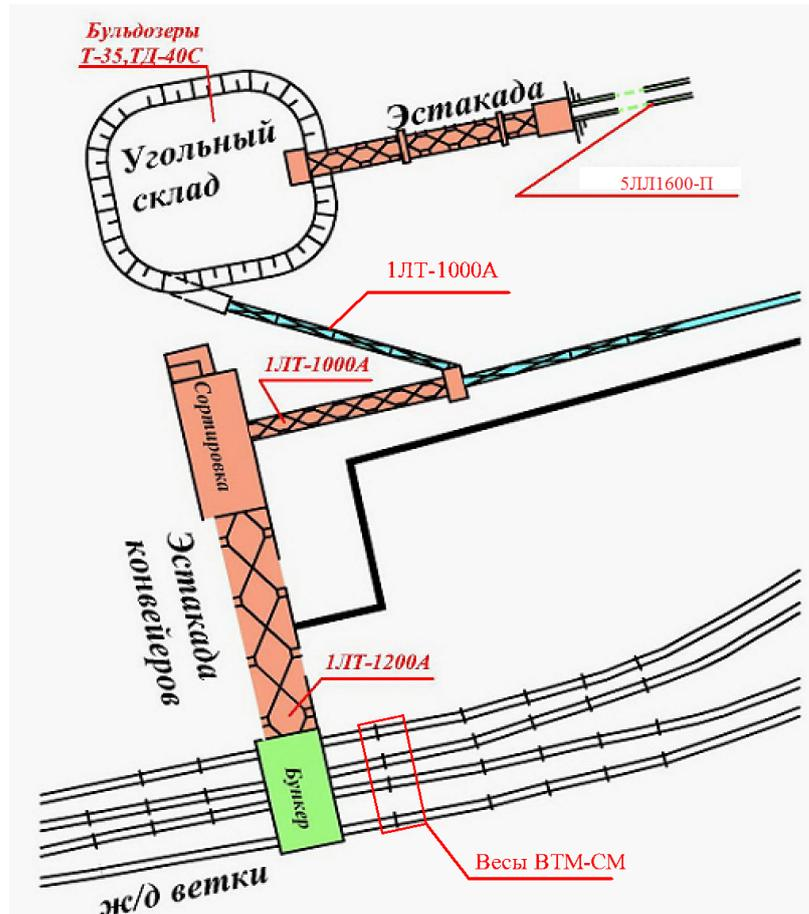 Бульдозеры
Т-35,ТД-40С
Эстакада
Угольный
склад
5ЛЛ1600-П
1ЛТ-1000А
1ЛТ-1000А
Сортировка
Эстакада
конвейеров
1ЛТ-1200А
Бункер
Весы ВТМ-СМ
ж/д ветки